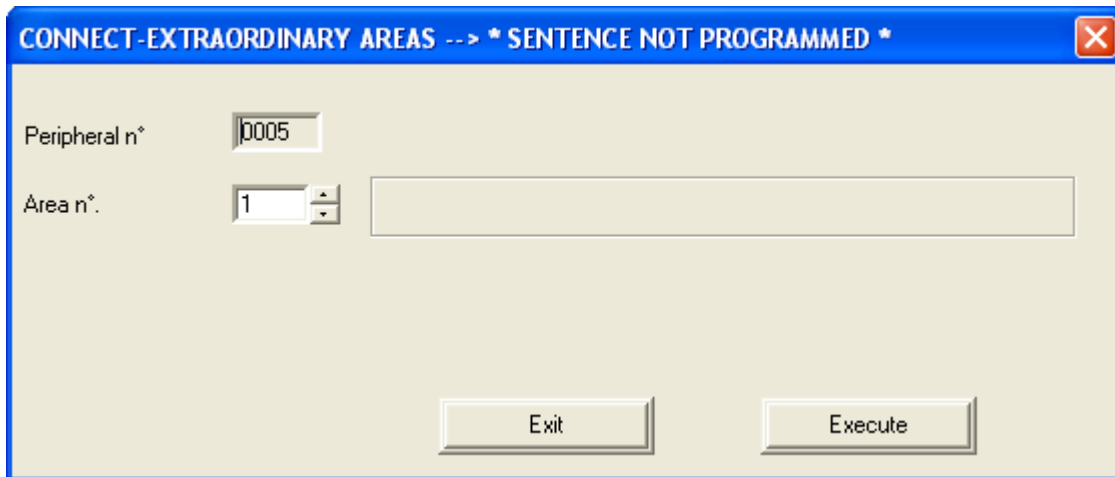 CONNECT-EXTRAORDINARY AREAS --> * SENTENCE NOT PROGRAMMED *
Peripheral n° 0005
Area n°. 1
Exit Execute